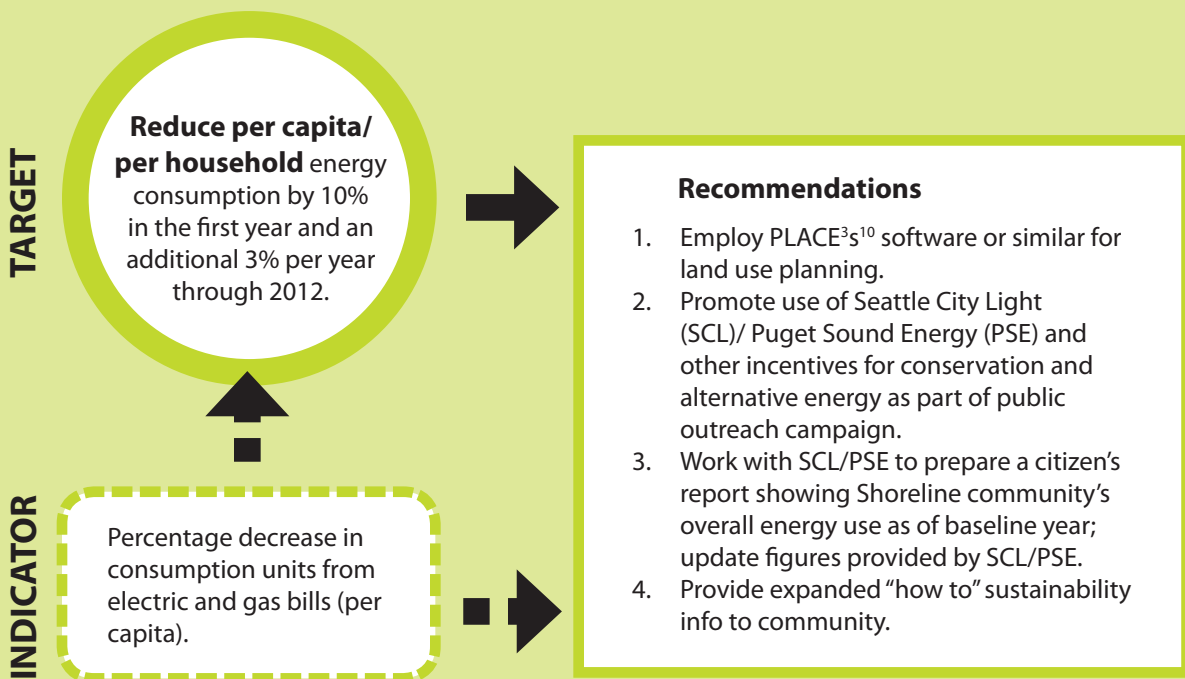 TARGET
Reduce per capita/
per household energy
consumption by 10%
in the first year and an
additional 3% per year
through 2012.
INDICATOR
Percentage decrease in
consumption units from
electric and gas bills (per
capita).
Recommendations
1. Employ PLACE³s¹⁰ software or similar for
land use planning.
2. Promote use of Seattle City Light
(SCL)/ Puget Sound Energy (PSE) and
other incentives for conservation and
alternative energy as part of public
outreach campaign.
3. Work with SCL/PSE to prepare a citizen's
report showing Shoreline community's
overall energy use as of baseline year;
update figures provided by SCL/PSE.
4. Provide expanded "how to" sustainability
info to community.